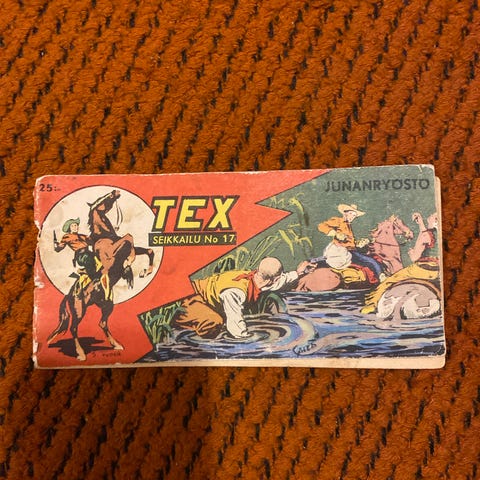 25:-
TEX
SEIKKAILU No 17
JUNANRYÖSTÖ